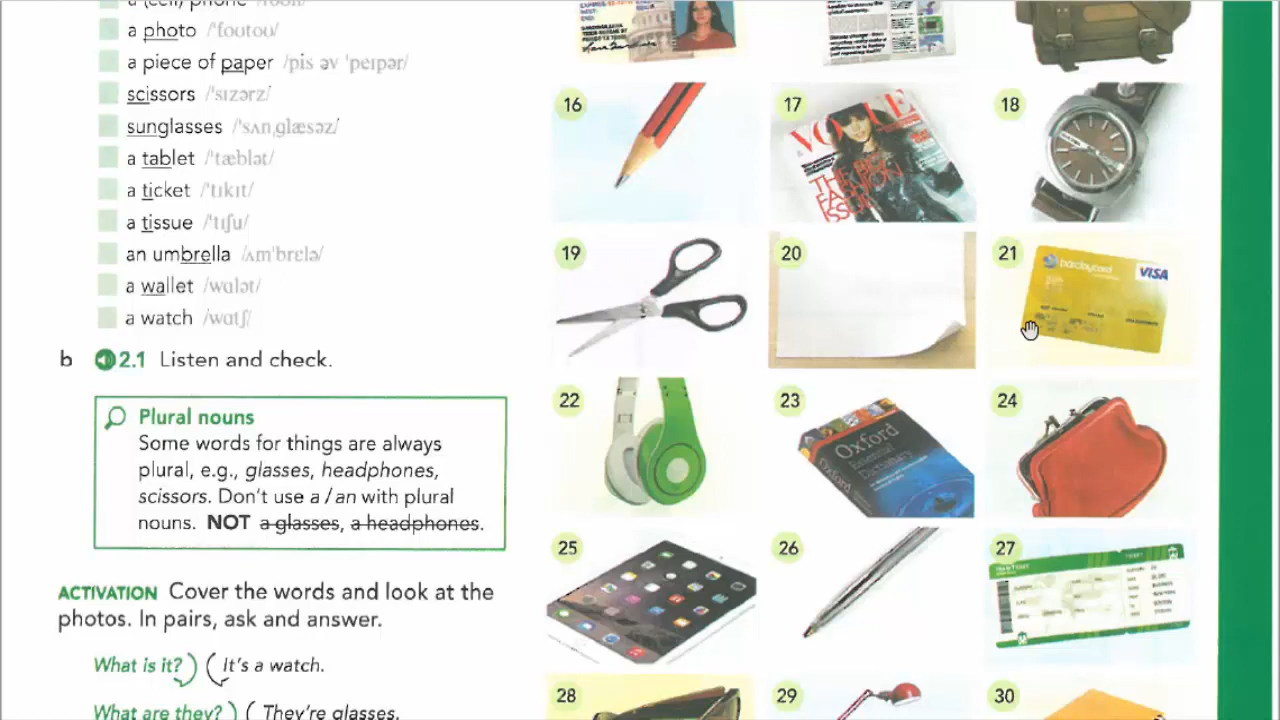 a photo /ˈfoʊtoʊ/
piece of paper /pis əv ˈpeɪpər/
scissors /ˈsɪzərz/
sunglasses /ˈsʌnˌɡlæsəz/
a tablet /ˈtæblət/
a ticket /ˈtɪkɪt/
a tissue /ˈtɪʃu/
an umbrella /ʌmˈbrɛlə/
a wallet /ˈwɑlət/
a watch /wɑtʃ/
b 2.1 Listen and check.
Plural nouns
Some words for things are always
plural, e.g., glasses, headphones,
scissors. Don't use a / an with plural
nouns. NOT a glasses, a headphones.
ACTIVATION Cover the words and look at the
photos. In pairs, ask and answer.
What is it? It's a watch.
What are they? They're glasses.
16
17
VOGUE
THE BIG
FASHION
ISSUE
18
19
20
21
barclaycard
VISA
22
23
Oxford
Essential
Dictionary
Oxford
24
25
26
27
TICKET
28
29
30